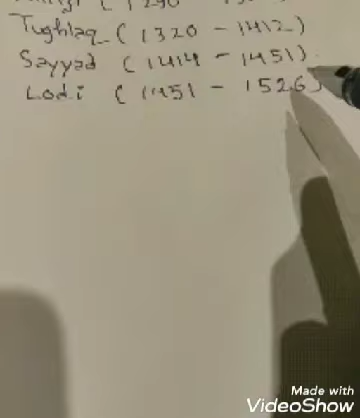 Tughlaq (1320 - 1412)
Sayyad (1414 - 1451)
Lodi (1451 - 1526)
Made with
VideoShow